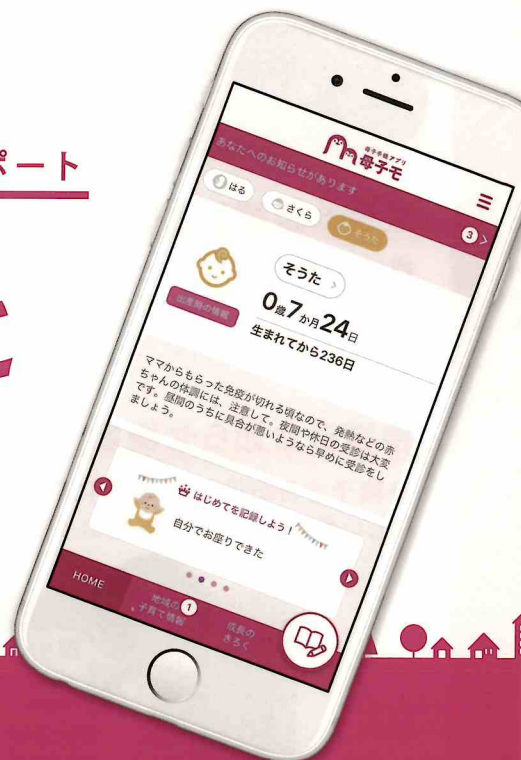 ポート
母子手帳アプリ
母子モ
あなたへのお知らせがあります
3
はる
さくら
そうた
そうた
0歳7か月24日
生まれてから236日
出産時の情報
ママからもらった免疫が切れる頃なので、発熱などの赤
ちゃんの体調には、注意して。夜間や休日の受診は大変
です。昼間のうちに具合が悪いようなら早めに受診をし
ましょう。
はじめてを記録しよう!
自分でお座りできた
HOME
地域の
子育て情報
1
成長の
きろく